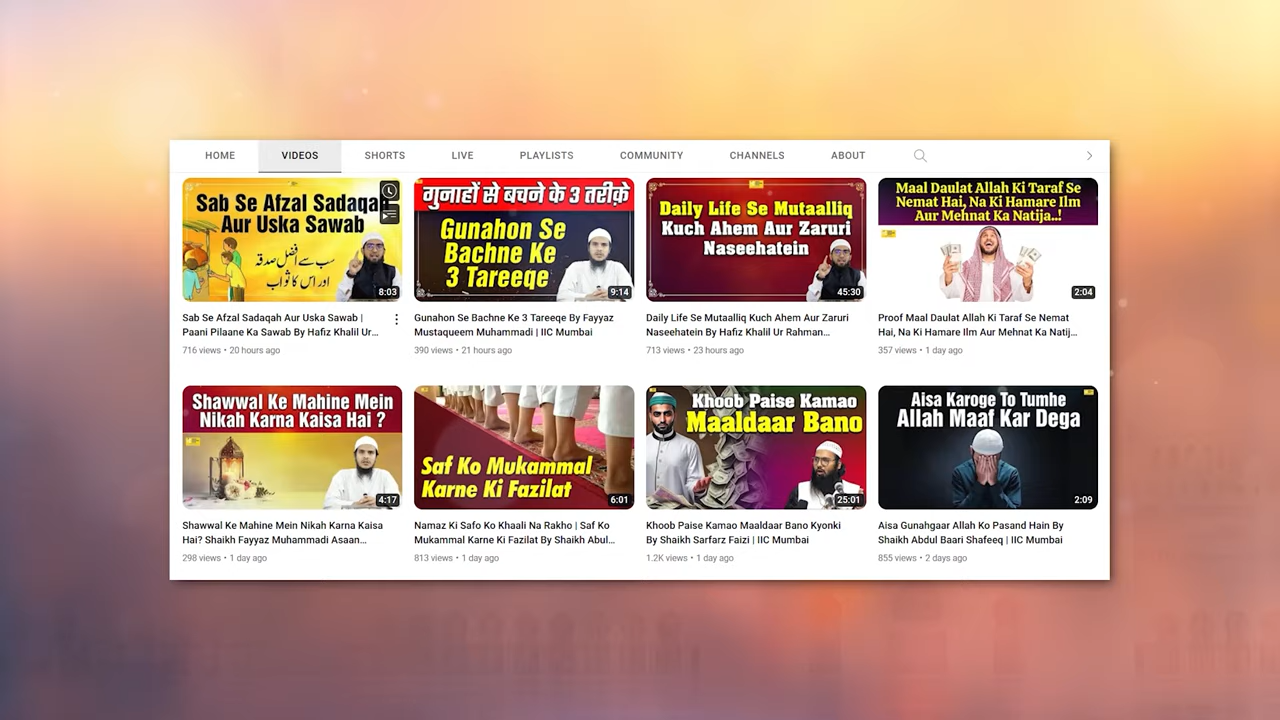 HOME VIDEOS SHORTS LIVE PLAYLISTS COMMUNITY CHANNELS ABOUT
Sab Se Afzal Sadaqah
Aur Uska Sawab
سب سے افضل صدقہ
اور اس کا ثواب
8:03
Sab Se Afzal Sadaqah Aur Uska Sawab |
Paani Pilaane Ka Sawab By Hafiz Khalil Ur...
716 views • 20 hours ago
गुनाहों से बचने के 3 तरीक़े
Gunahon Se
Bachne Ke
3 Tareeqe
9:14
Gunahon Se Bachne Ke 3 Tareeqe By Fayyaz
Mustaqueem Muhammadi | IIC Mumbai
390 views • 21 hours ago
Daily Life Se Mutaalliq
Kuch Ahem Aur Zaruri
Naseehatein
45:30
Daily Life Se Mutaalliq Kuch Ahem Aur Zaruri
Naseehatein By Hafiz Khalil Ur Rahman...
713 views • 23 hours ago
Maal Daulat Allah Ki Taraf Se
Nemat Hai, Na Ki Hamare Ilm
Aur Mehnat Ka Natija..!
2:04
Proof Maal Daulat Allah Ki Taraf Se Nemat
Hai, Na Ki Hamare Ilm Aur Mehnat Ka Natij...
357 views • 1 day ago
Shawwal Ke Mahine Mein
Nikah Karna Kaisa Hai ?
4:17
Shawwal Ke Mahine Mein Nikah Karna Kaisa
Hai? Shaikh Fayyaz Muhammadi Asaan...
298 views • 1 day ago
Saf Ko Mukammal
Karne Ki Fazilat
6:01
Namaz Ki Safo Ko Khaali Na Rakho | Saf Ko
Mukammal Karne Ki Fazilat By Shaikh Abul...
813 views • 1 day ago
Khoob Paise Kamao
Maaldaar Bano
25:01
Khoob Paise Kamao Maaldaar Bano Kyonki
By Shaikh Sarfarz Faizi | IIC Mumbai
1.2K views • 1 day ago
Aisa Karoge To Tumhe
Allah Maaf Kar Dega
2:09
Aisa Gunahgaar Allah Ko Pasand Hain By
Shaikh Abdul Baari Shafeeq | IIC Mumbai
855 views • 2 days ago